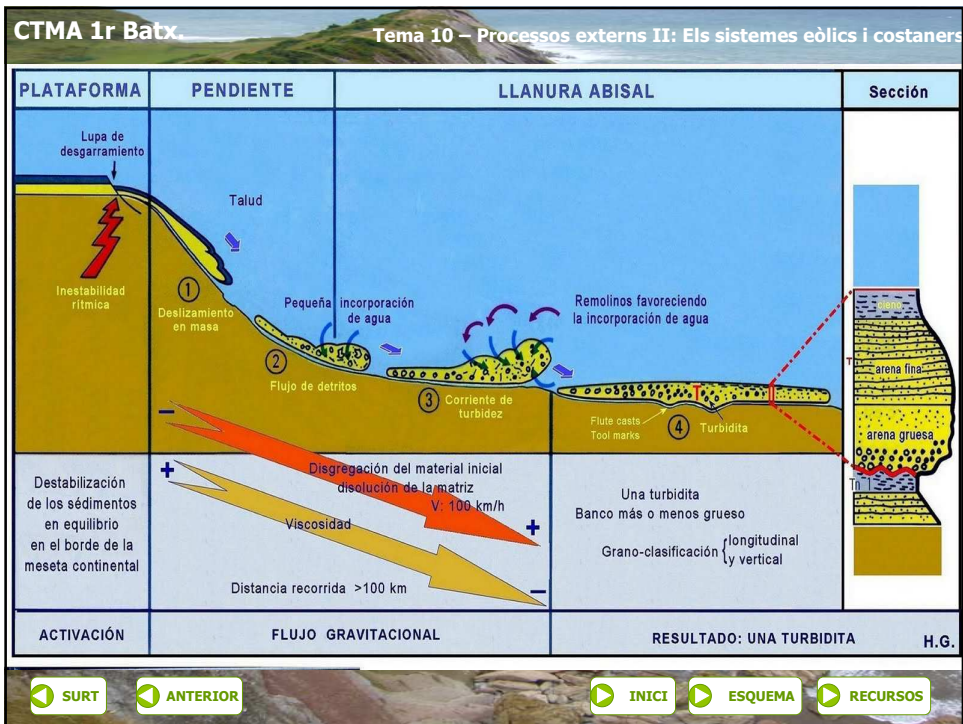 CTMA 1r Batx.
Tema 10 – Processos externs II: Els sistemes eòlics i costaners
PLATAFORMA
PENDIENTE
LLANURA ABISAL
Sección
Lupa de
desgarramiento
Talud
Inestabilidad
rítmica
1
Deslizamiento
en masa
Pequeña incorporación
de agua
2
Flujo de detritos
Remolinos favoreciendo
la incorporación de agua
3
Corriente de
turbidez
T
Flute casts
Tool marks
4
Turbidita
cieno
T
arena fina
arena gruesa
Tn-1
Destabilización
de los sédimentos
en equilibrio
en el borde de la
meseta continental
−
+
Disgregación del material inicial
disolución de la matriz
V: 100 km/h
+
Viscosidad
−
Distancia recorrida >100 km
Una turbidita
Banco más o menos grueso
Grano-clasificación { longitudinal
y vertical
ACTIVACIÓN
FLUJO GRAVITACIONAL
RESULTADO: UNA TURBIDITA
H.G.
SURT
ANTERIOR
INICI
ESQUEMA
RECURSOS